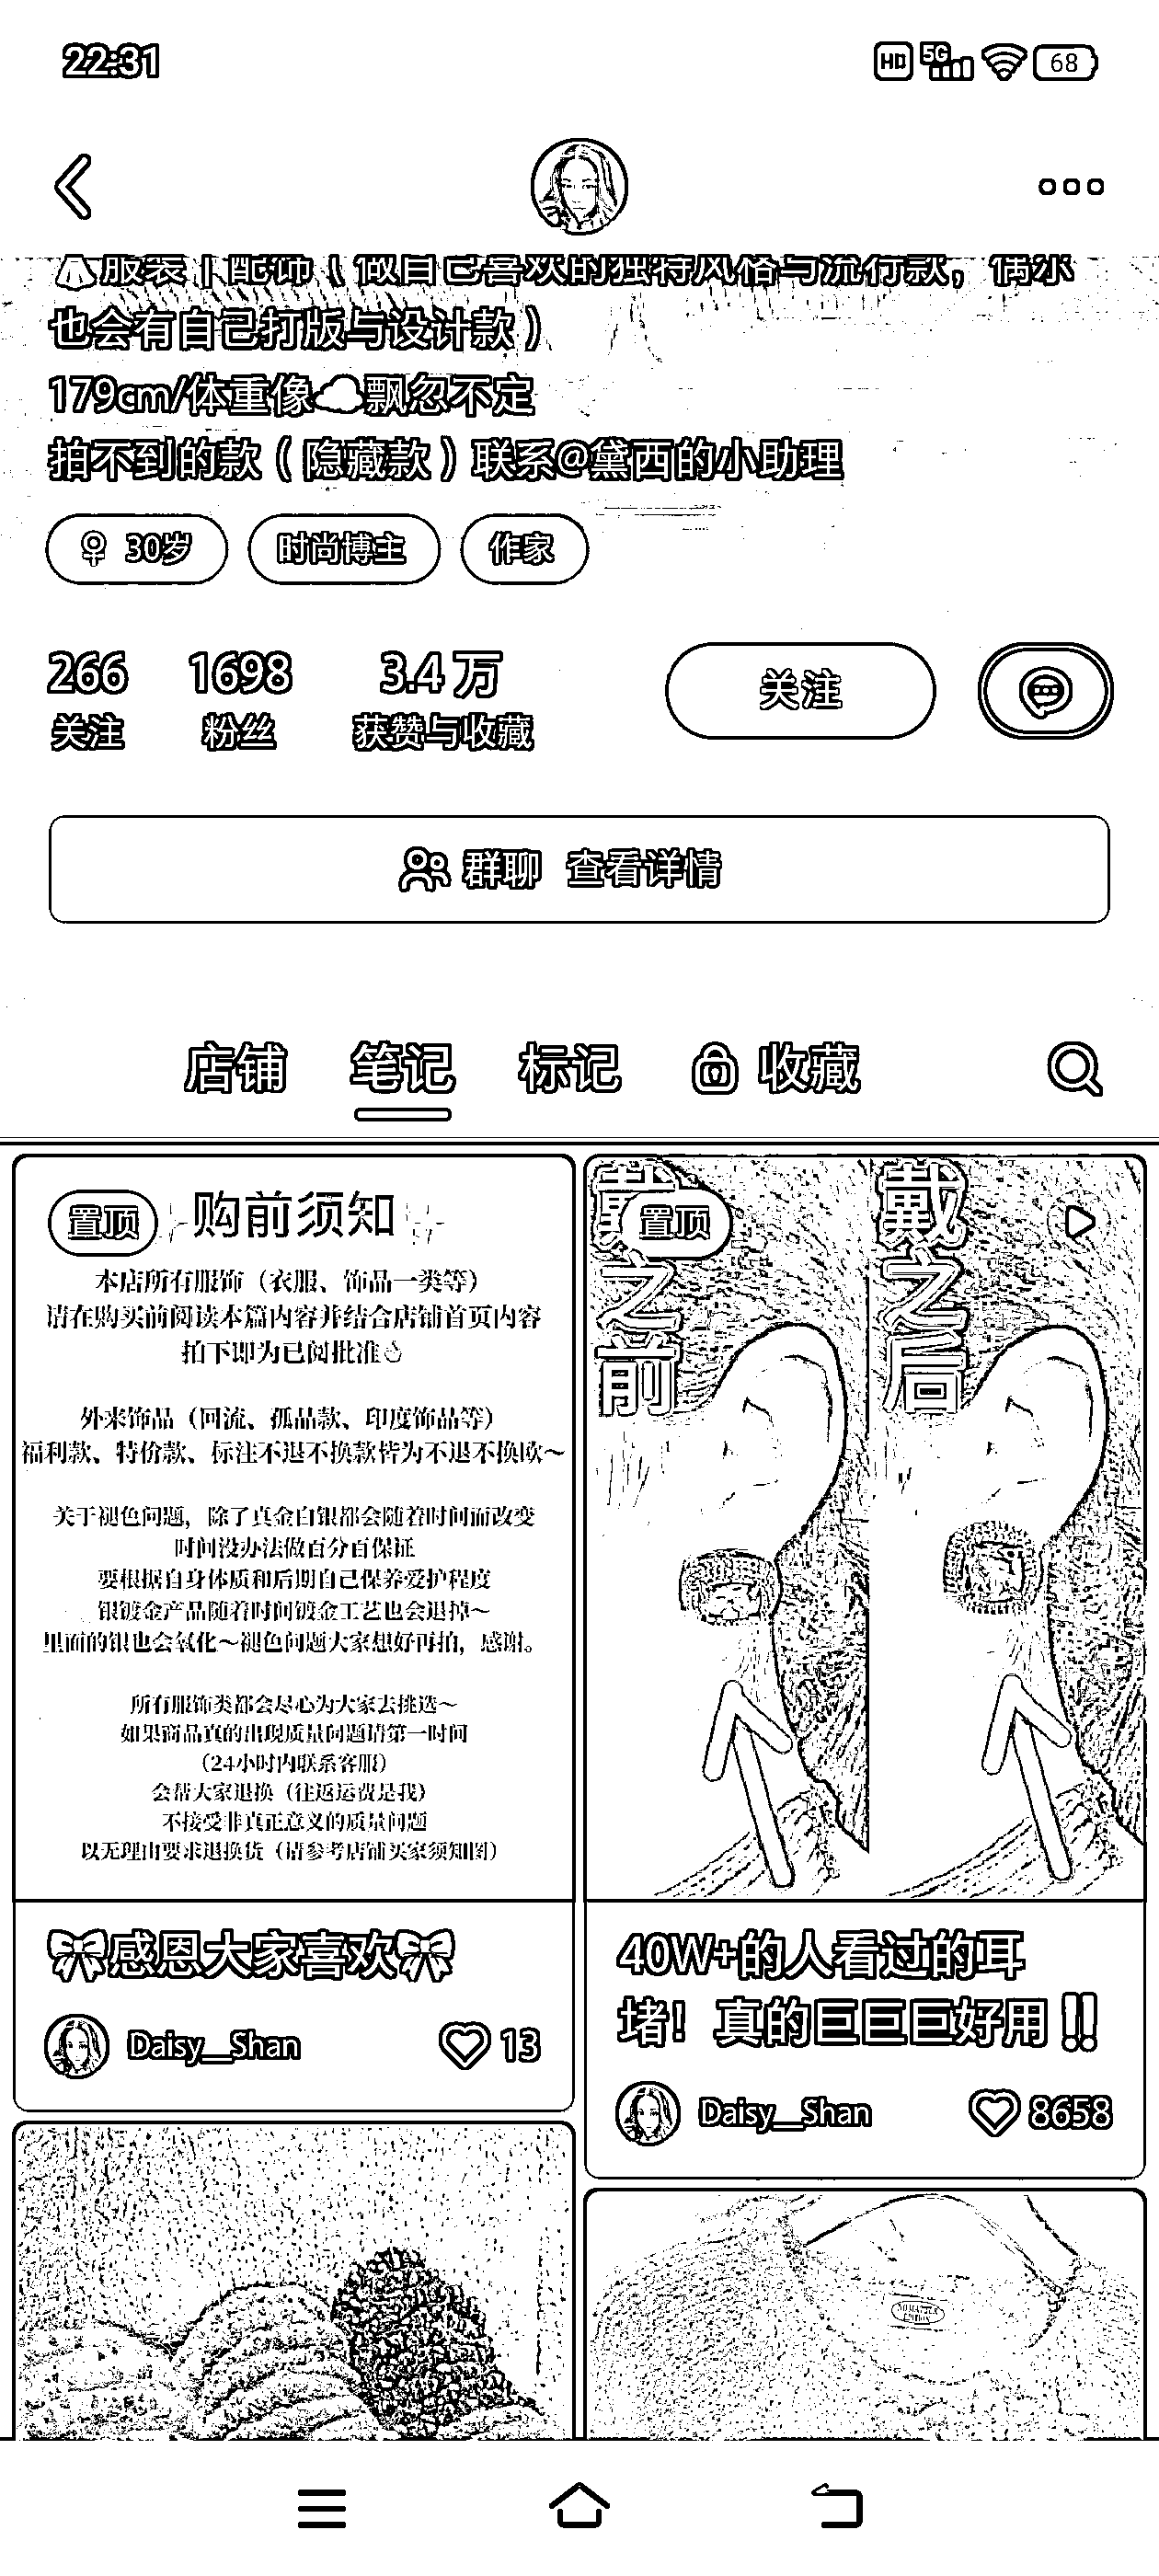 22:31
HD 5G 68
服装 | 配饰 (做自己喜欢的独特风格与流行款, 偶尔
也会有自己打版与设计款)
179cm/体重像☁飘忽不定
拍不到的款 (隐藏款) 联系@黛西的小助理
30岁 时尚博主 作家
266 1698 3.4 万
关注 粉丝 获赞与收藏
关注
群聊 查看详情
店铺 笔记 标记 收藏
置顶
购前须知
本店所有服饰（衣服、饰品一类等）
请在购买前阅读本篇内容并结合店铺首页内容
拍下即为已阅批准👌
外来饰品（回流、孤品款、印度饰品等）
福利款、特价款、标注不退不换款皆为不退不换欧～
关于褪色问题，除了真金白银都会随着时间而改变
时间没办法做百分百保证
要根据自身体质和后期自己保养爱护程度
银镀金产品随着时间镀金工艺也会退掉～
里面的银也会氧化～褪色问题大家想好再拍，感谢。
所有服饰类都会尽心为大家去挑选～
如果商品真的出现质量问题请第一时间
（24小时内联系客服）
会帮大家退换（往返运费是我）
不接受非真正意义的质量问题
以无理由要求退换货（请参考店铺买家须知图）
🎀感恩大家喜欢🎀
Daisy__Shan 13
置顶
戴之前
戴之后
40W+的人看过的耳
堵！真的巨巨巨好用‼
Daisy__Shan 8658